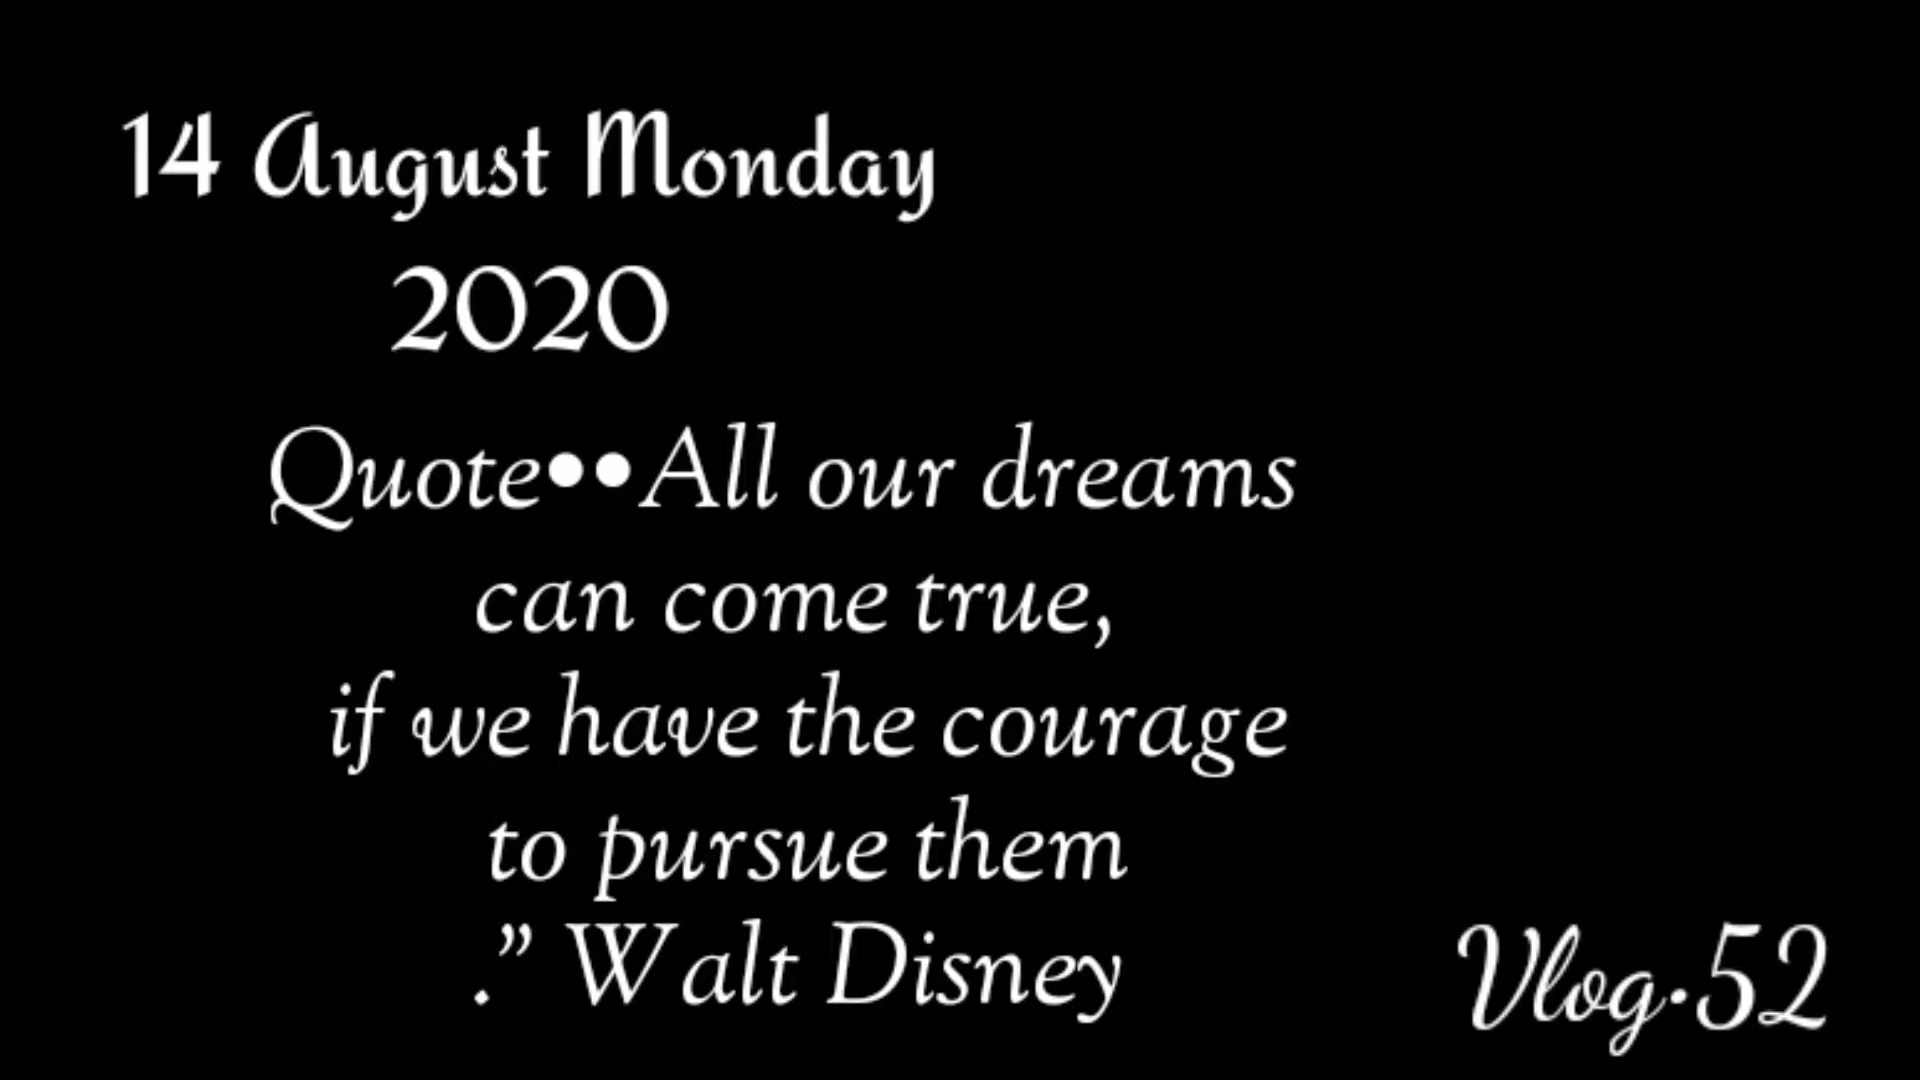 14 August Monday
2020
Quote••All our dreams
can come true,
if we have the courage
to pursue them
.” Walt Disney
Vlog•52